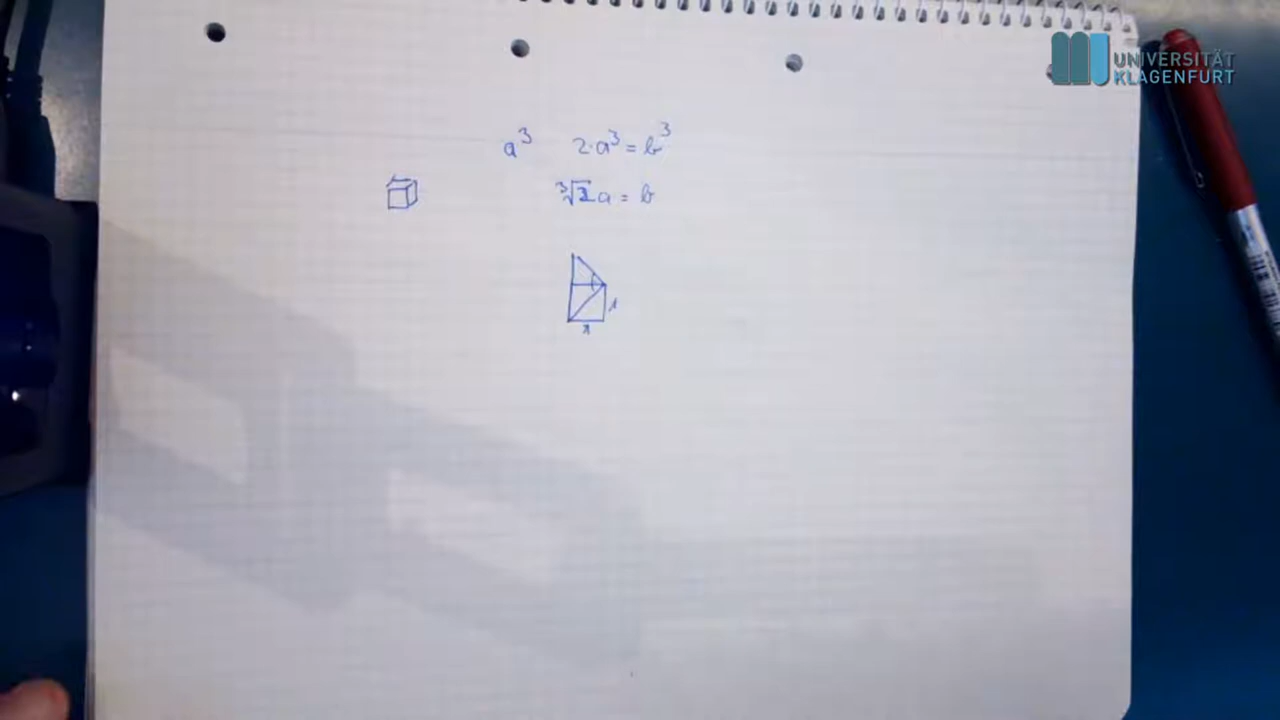 UNIVERSITÄT
KLAGENFURT
a³ 2·a³ = b³
∛2 a = b
1
1